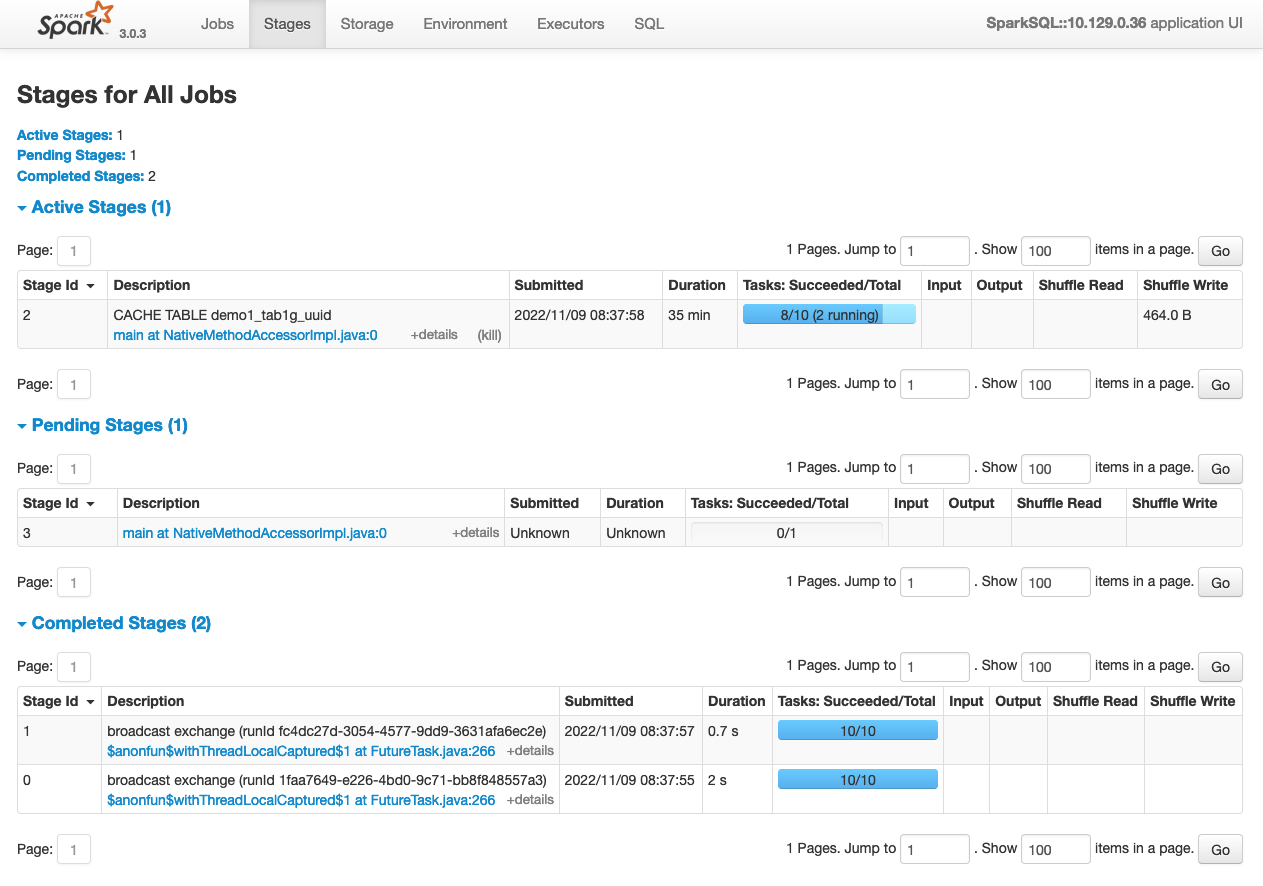 APACHE
Spark 3.0.3 Jobs Stages Storage Environment Executors SQL SparkSQL::10.129.0.36 application UI
Stages for All Jobs
Active Stages: 1
Pending Stages: 1
Completed Stages: 2
Active Stages (1)
Page: 1 1 Pages. Jump to 1 . Show 100 items in a page. Go
Stage Id Description Submitted Duration Tasks: Succeeded/Total Input Output Shuffle Read Shuffle Write
2 CACHE TABLE demo1_tab1g_uuid 2022/11/09 08:37:58 35 min 8/10 (2 running) 464.0 B
main at NativeMethodAccessorImpl.java:0 +details (kill)
Page: 1 1 Pages. Jump to 1 . Show 100 items in a page. Go
Pending Stages (1)
Page: 1 1 Pages. Jump to 1 . Show 100 items in a page. Go
Stage Id Description Submitted Duration Tasks: Succeeded/Total Input Output Shuffle Read Shuffle Write
3 main at NativeMethodAccessorImpl.java:0 +details Unknown Unknown 0/1
Page: 1 1 Pages. Jump to 1 . Show 100 items in a page. Go
Completed Stages (2)
Page: 1 1 Pages. Jump to 1 . Show 100 items in a page. Go
Stage Id Description Submitted Duration Tasks: Succeeded/Total Input Output Shuffle Read Shuffle Write
1 broadcast exchange (runId fc4dc27d-3054-4577-9dd9-3631afa6ec2e) 2022/11/09 08:37:57 0.7 s 10/10
$anonfun$withThreadLocalCaptured$1 at FutureTask.java:266 +details
0 broadcast exchange (runId 1faa7649-e226-4bd0-9c71-bb8f848557a3) 2022/11/09 08:37:55 2 s 10/10
$anonfun$withThreadLocalCaptured$1 at FutureTask.java:266 +details
Page: 1 1 Pages. Jump to 1 . Show 100 items in a page. Go